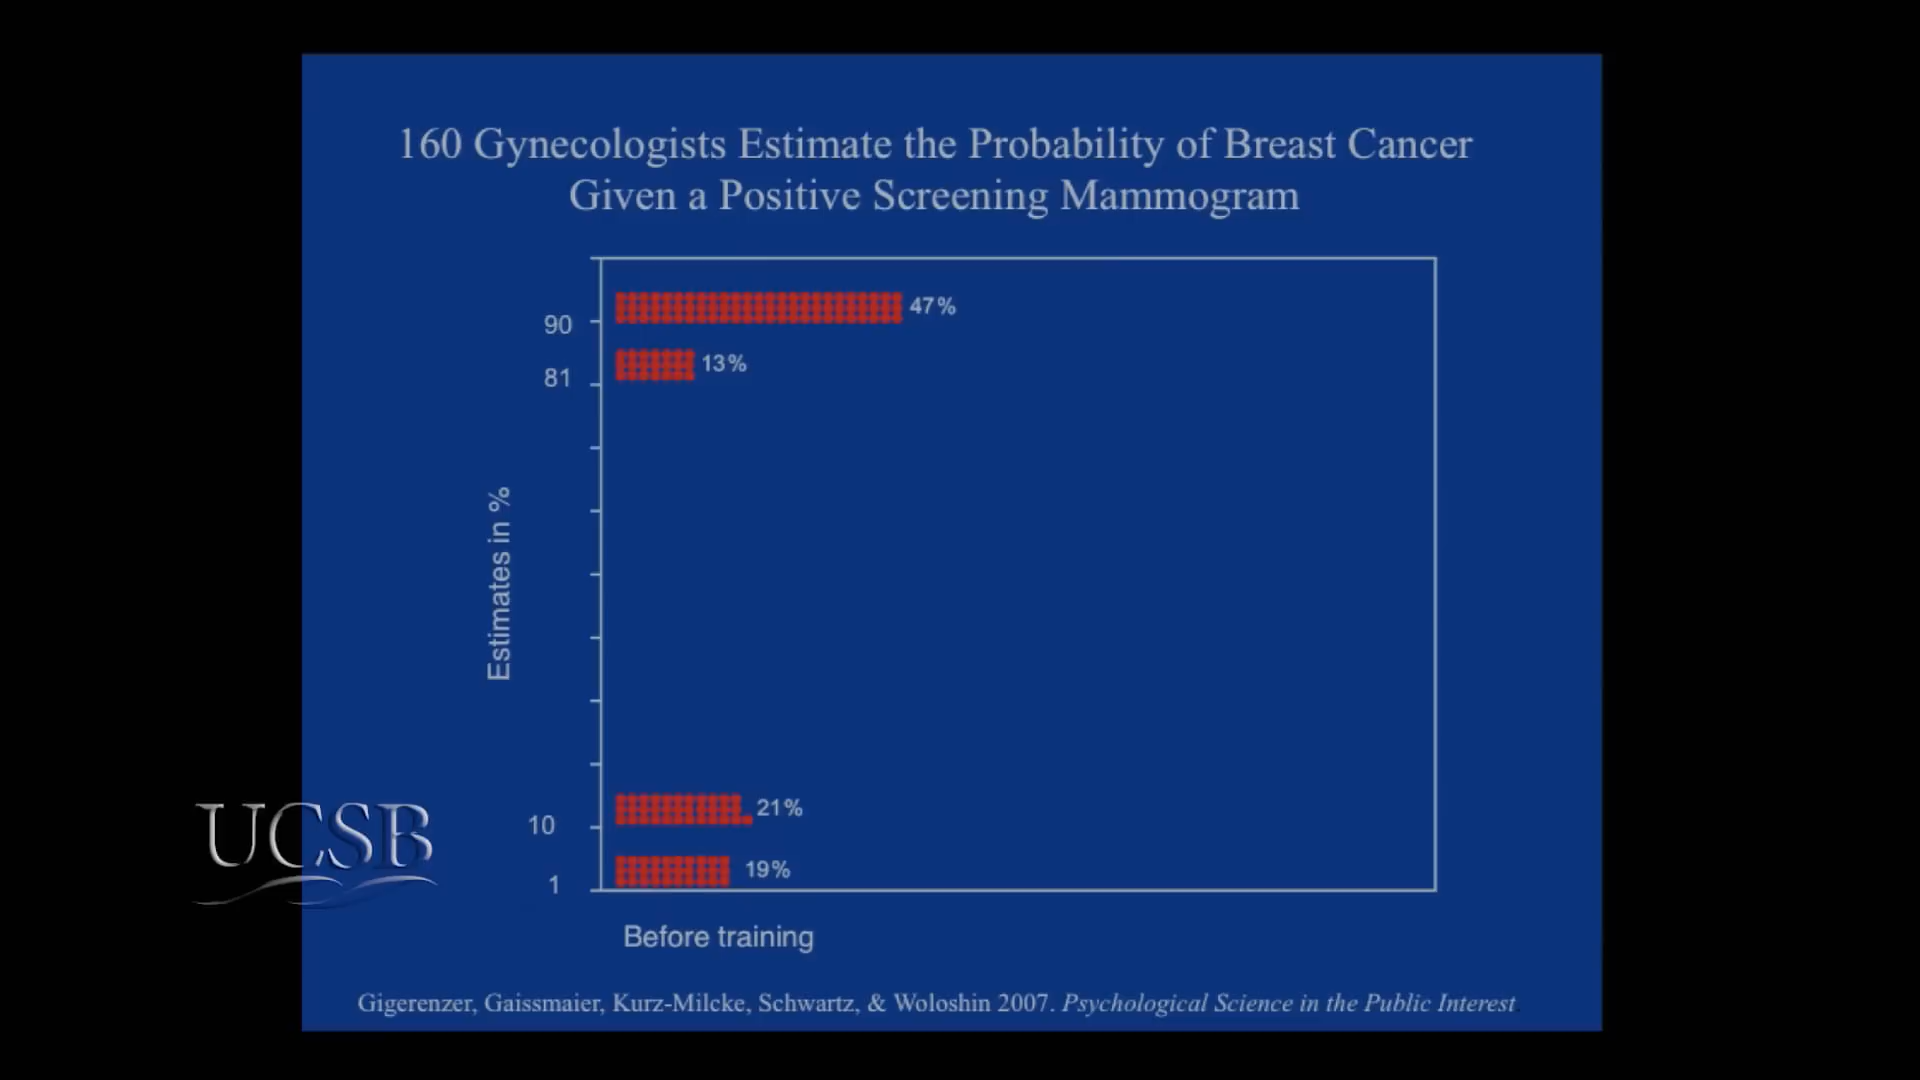 160 Gynecologists Estimate the Probability of Breast Cancer
Given a Positive Screening Mammogram
47%
90
13%
81
Estimates in %
21%
10
19%
1
Before training
UCSB
Gigerenzer, Gaissmaier, Kurz-Milcke, Schwartz, & Woloshin 2007. Psychological Science in the Public Interest.